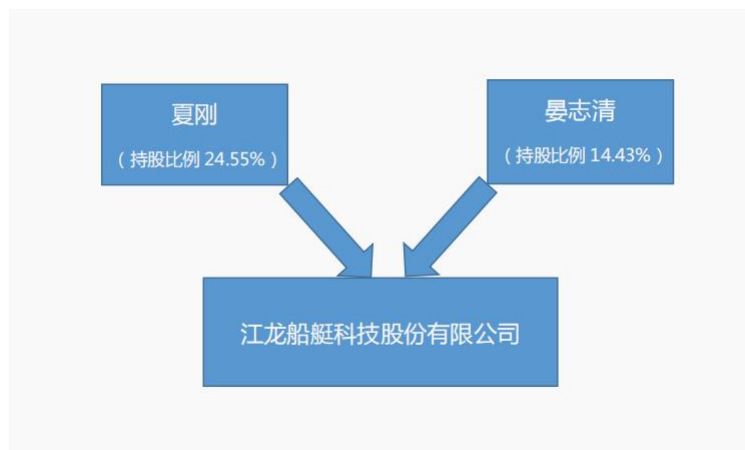 夏刚
（持股比例 24.55%）
晏志清
（持股比例 14.43%）
江龙船艇科技股份有限公司